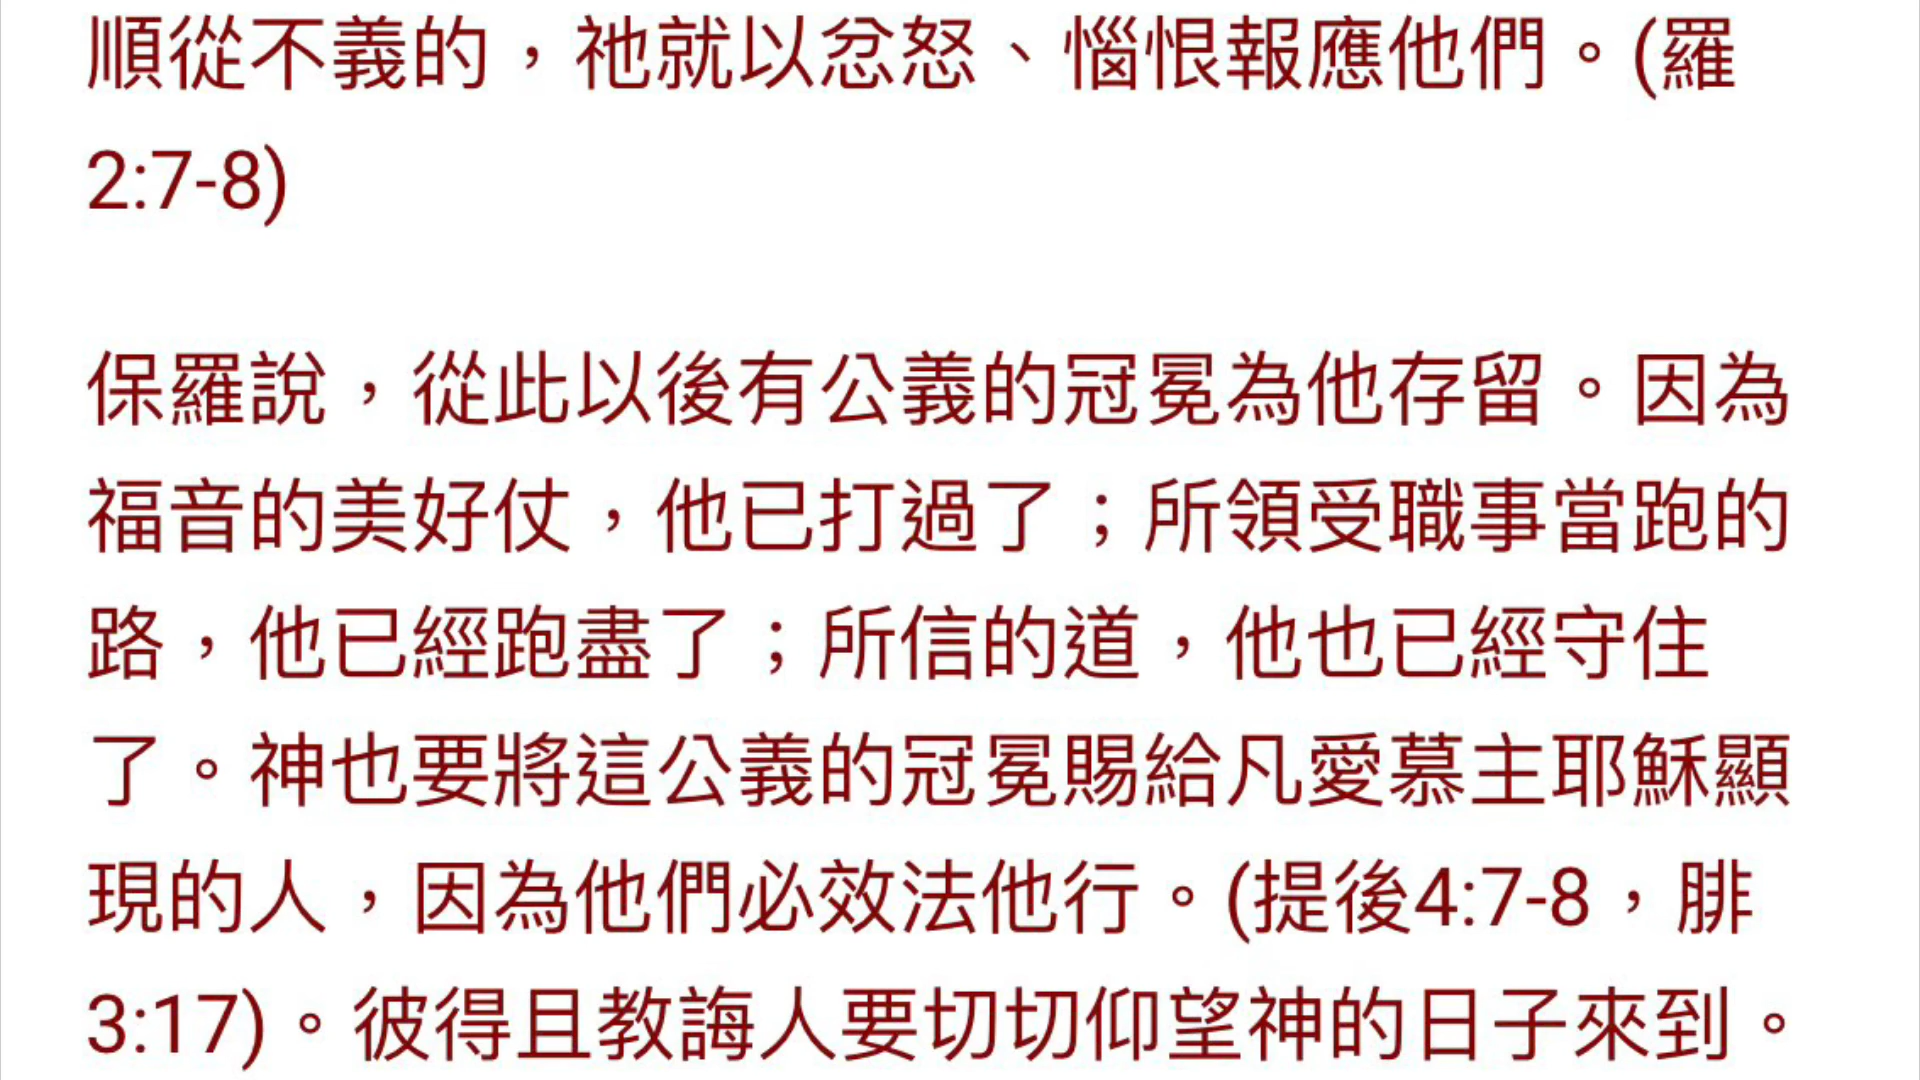 順從不義的，祂就以忿怒、惱恨報應他們。(羅
2:7-8)
保羅說，從此以後有公義的冠冕為他存留。因為
福音的美好仗，他已打過了；所領受職事當跑的
路，他已經跑盡了；所信的道，他也已經守住
了。神也要將這公義的冠冕賜給凡愛慕主耶穌顯
現的人，因為他們必效法他行。(提後4:7-8，腓
3:17)。彼得且教誨人要切切仰望神的日子來到。